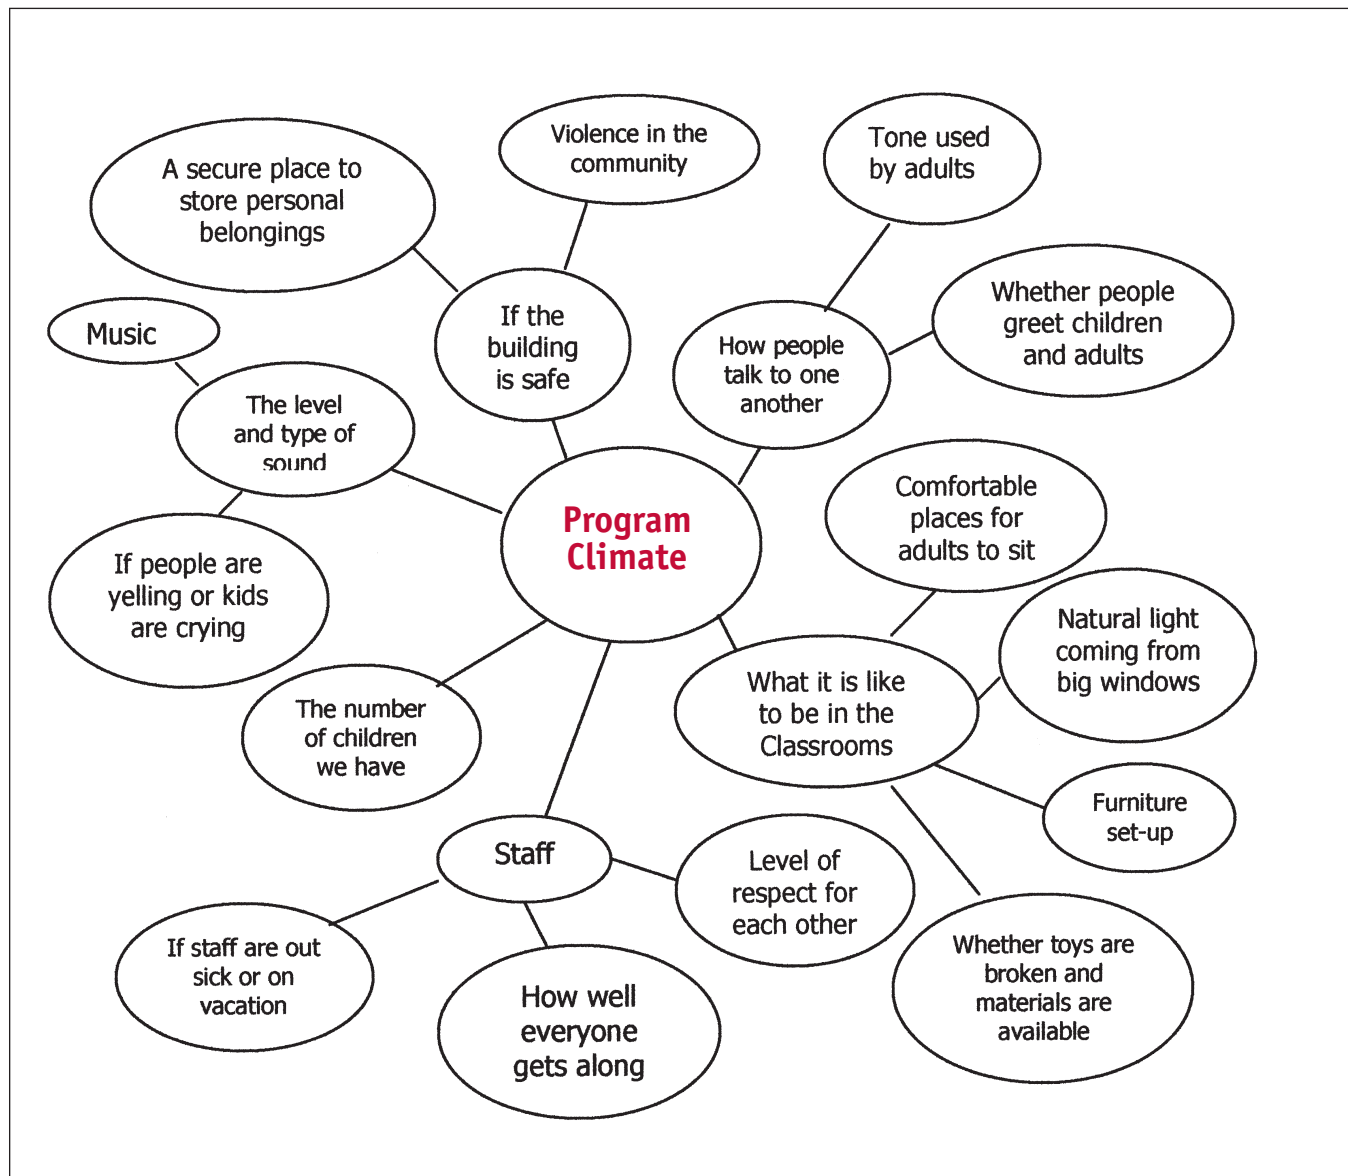 Violence in the
community
Tone used
by adults
A secure place to
store personal
belongings
Whether people
greet children
and adults
Music
If the
building
is safe
How people
talk to one
another
The level
and type of
sound
Comfortable
places for
adults to sit
Program
Climate
If people are
yelling or kids
are crying
Natural light
coming from
big windows
What it is like
to be in the
Classrooms
The number
of children
we have
Furniture
set-up
Staff
Level of
respect for
each other
If staff are out
sick or on
vacation
Whether toys are
broken and
materials are
available
How well
everyone
gets along